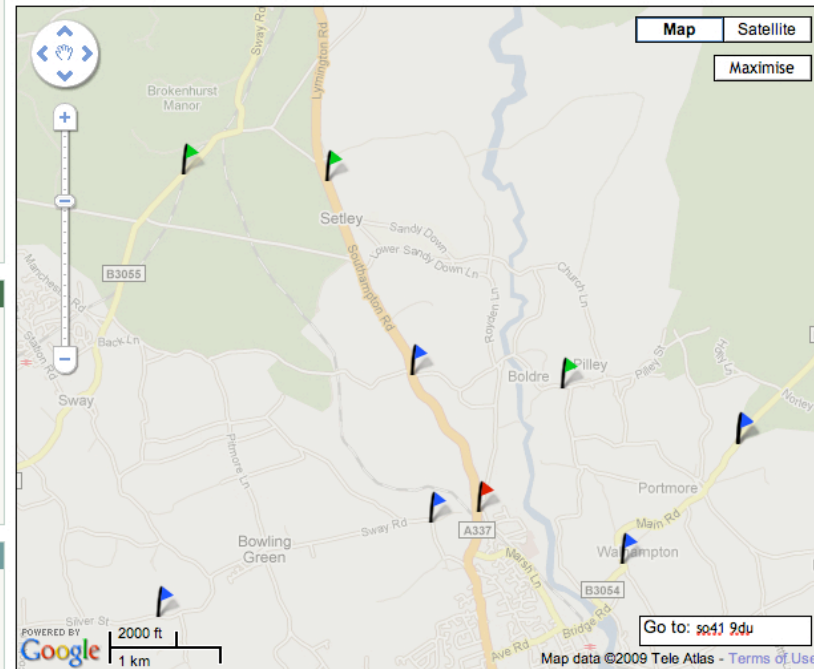 Sway Rd
Lymington Rd
Map
Satellite
Maximise
Brokenhurst
Manor
Setley
Sandy Down
Lower Sandy Down Ln
Southampton Rd
B3055
Manchester Rd
Station Rd
Back Ln
Sway
Church Ln
Royden Ln
Boldre
Pilley
Pilley St
Norley
Pitmore Ln
Portmore
Main Rd
Sway Rd
A337
Bowling
Green
Marsh Ln
Walhampton
B3054
Silver St
Bridge Rd
Ave Rd
Go to: so41 9du
POWERED BY
Google
2000 ft
1 km
Map data ©2009 Tele Atlas - Terms of Use